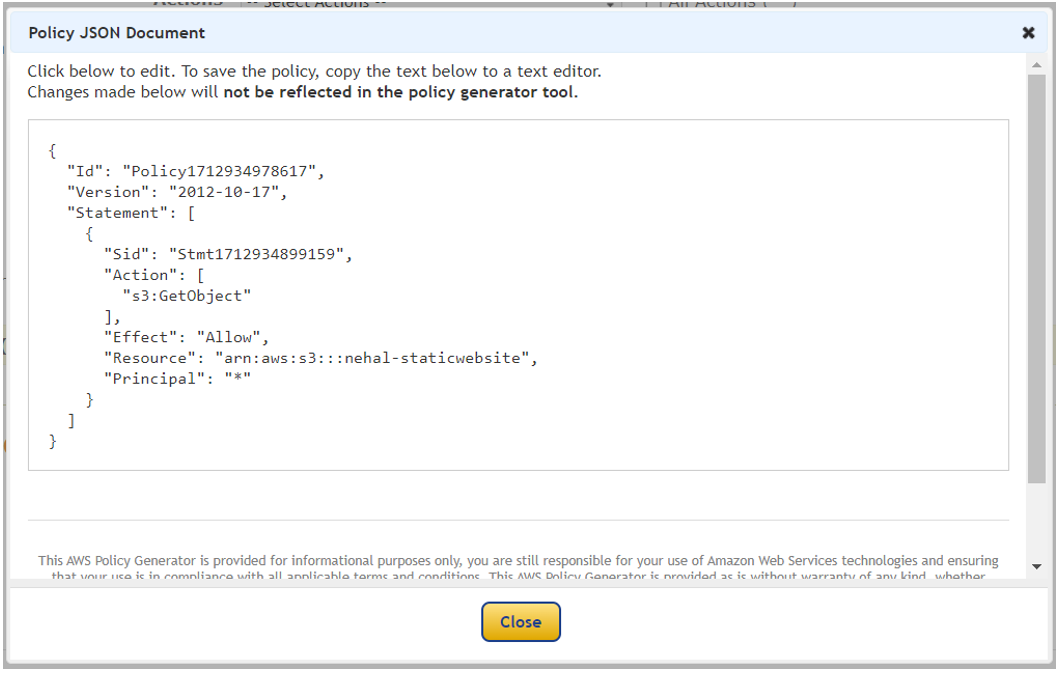 Actions -- Select Actions -- All Actions (
Policy JSON Document
Click below to edit. To save the policy, copy the text below to a text editor.
Changes made below will not be reflected in the policy generator tool.
{
  "Id": "Policy1712934978617",
  "Version": "2012-10-17",
  "Statement": [
    {
      "Sid": "Stmt1712934899159",
      "Action": [
        "s3:GetObject"
      ],
      "Effect": "Allow",
      "Resource": "arn:aws:s3:::nehal-staticwebsite",
      "Principal": "*"
    }
  ]
}
This AWS Policy Generator is provided for informational purposes only, you are still responsible for your use of Amazon Web Services technologies and ensuring
that your use is in compliance with all applicable terms and conditions. This AWS Policy Generator is provided as is without warranty of any kind, whether
Close